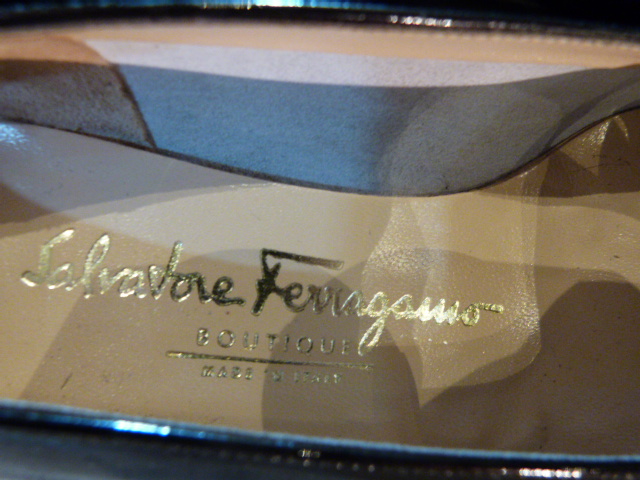 Salvatore Ferragamo
BOUTIQUE
MADE IN ITALY